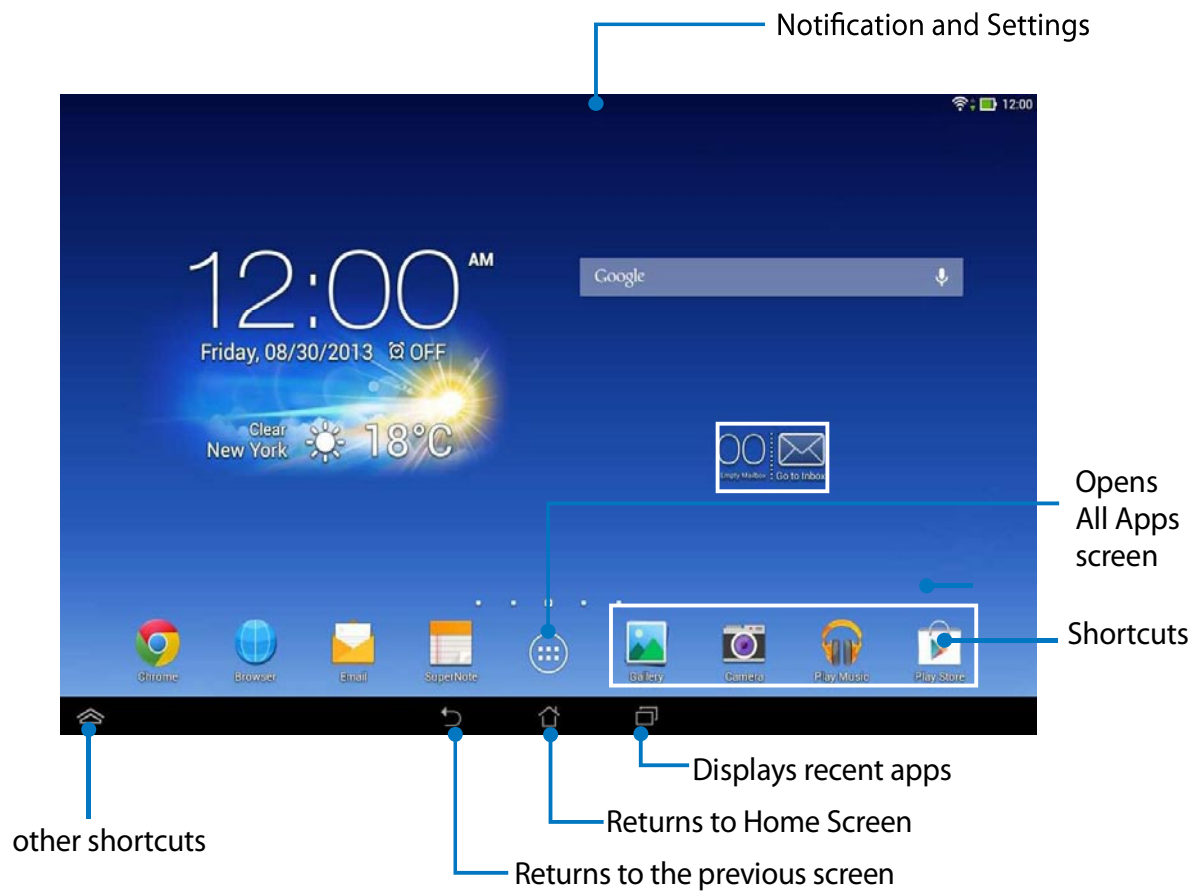 Notification and Settings
12:00
12:00 AM
Google
Friday, 08/30/2013 OFF
Clear
New York 18°C
00
Empty Mailbox Go to Inbox
Opens
All Apps
screen
Shortcuts
Chrome Browser Email SuperNote Gallery Camera Play Music Play Store
Displays recent apps
Returns to Home Screen
other shortcuts
Returns to the previous screen